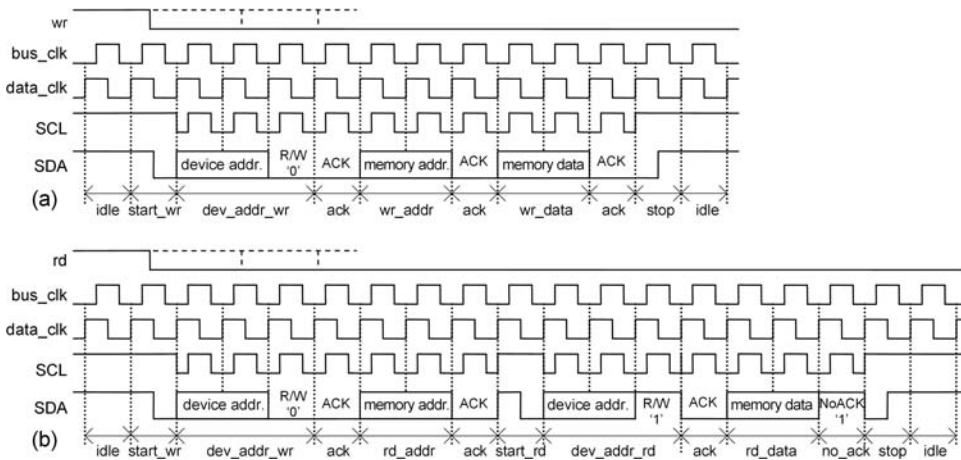 wr
bus_clk
data_clk
SCL
SDA device addr. R/W '0' ACK memory addr. ACK memory data ACK
(a)
idle start_wr dev_addr_wr ack wr_addr ack wr_data ack stop idle
rd
bus_clk
data_clk
SCL
SDA device addr. R/W '0' ACK memory addr. ACK device addr. R/W '1' ACK memory data NoACK '1'
(b)
idle start_wr dev_addr_wr ack rd_addr ack start_rd dev_addr_rd ack rd_data no_ack stop idle